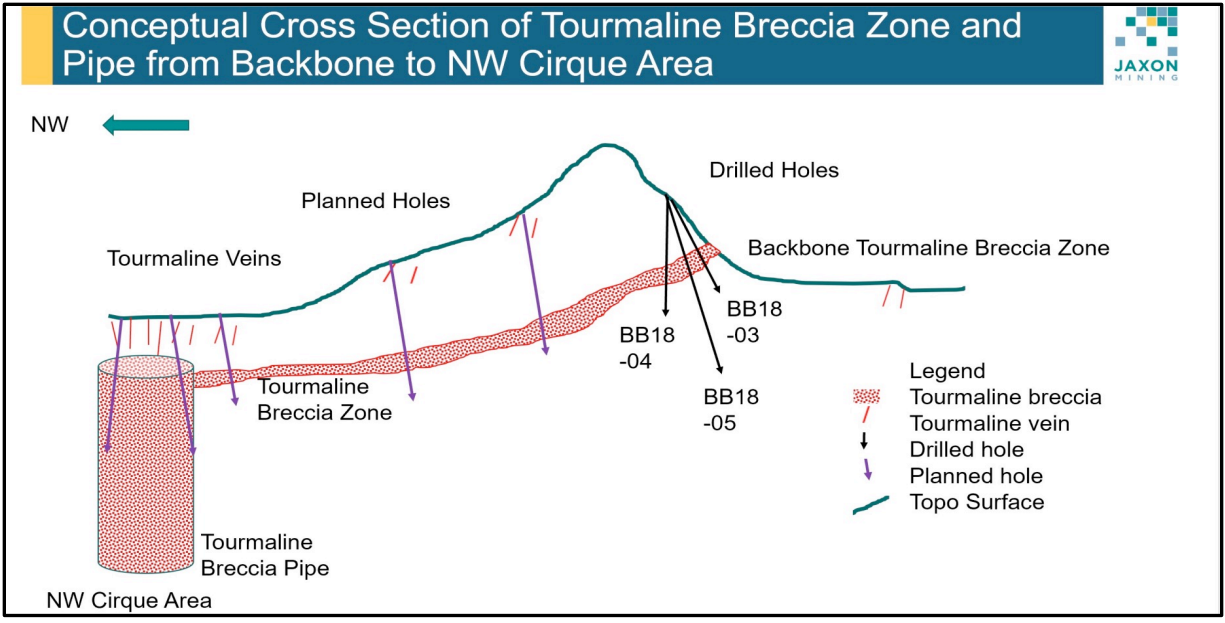 Conceptual Cross Section of Tourmaline Breccia Zone and
Pipe from Backbone to NW Cirque Area
JAXON
MINING
NW
Drilled Holes
Planned Holes
Tourmaline Veins
Backbone Tourmaline Breccia Zone
BB18
-03
BB18
-04
BB18
-05
Tourmaline
Breccia Zone
Legend
Tourmaline breccia
Tourmaline vein
Drilled hole
Planned hole
Topo Surface
Tourmaline
Breccia Pipe
NW Cirque Area